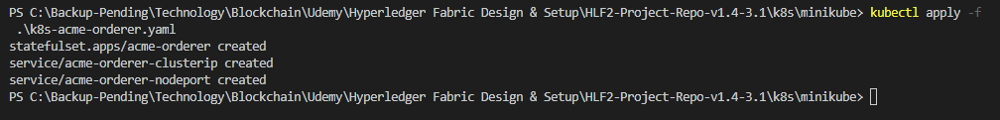 PS C:\Backup-Pending\Technology\Blockchain\Udemy\Hyperledger Fabric Design & Setup\HLF2-Project-Repo-v1.4-3.1\k8s\minikube> kubectl apply -f
.\k8s-acme-orderer.yaml
statefulset.apps/acme-orderer created
service/acme-orderer-clusterip created
service/acme-orderer-nodeport created
PS C:\Backup-Pending\Technology\Blockchain\Udemy\Hyperledger Fabric Design & Setup\HLF2-Project-Repo-v1.4-3.1\k8s\minikube>